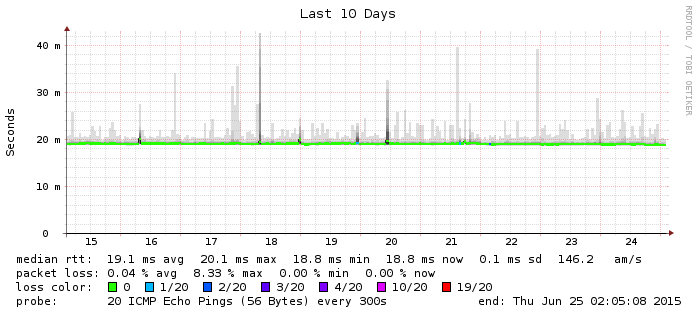 Last 10 Days
RRDTOOL / TOBI OETIKER
Seconds
40 m
30 m
20 m
10 m
0
15 16 17 18 19 20 21 22 23 24
median rtt: 19.1 ms avg 20.1 ms max 18.8 ms min 18.8 ms now 0.1 ms sd 146.2 am/s
packet loss: 0.04 % avg 8.33 % max 0.00 % min 0.00 % now
loss color: 0 1/20 2/20 3/20 4/20 10/20 19/20
probe: 20 ICMP Echo Pings (56 Bytes) every 300s end: Thu Jun 25 02:05:08 2015